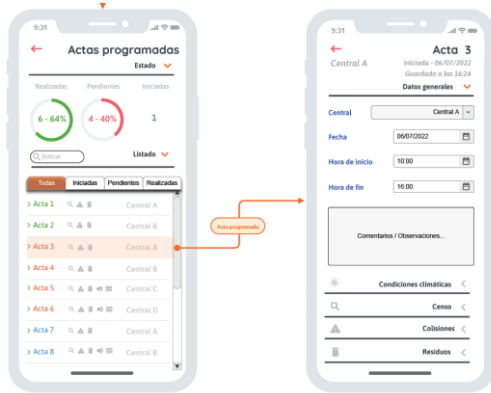 9:31
Actas programadas
Estado
Realizadas Pendientes Iniciadas
6 - 64% 4 - 40% 1
Buscar Listado
Todas Iniciadas Pendientes Realizadas
> Acta 1 Central A
> Acta 2 Central B
> Acta 3 Central A
> Acta 4 Central B
> Acta 5 Central C
> Acta 6 Central D
> Acta 7 Central A
> Acta 8 Central B
Acta programada
9:31
Acta 3
Central A Iniciada - 06/07/2022
Guardado a las 16:24
Datos generales
Central Central A
Fecha 06/07/2022
Hora de inicio 10:00
Hora de fin 16:00
Comentarios / Observaciones...
Condiciones climáticas
Censo
Colisiones
Residuos